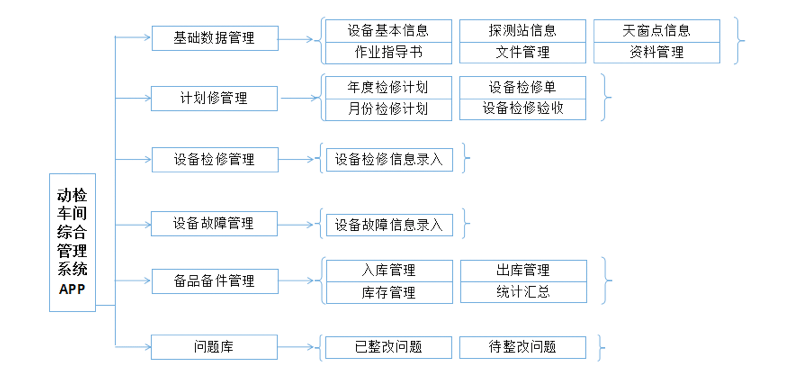 动检
车间
综合
管理
系统
APP
基础数据管理
设备基本信息
探测站信息
天窗点信息
作业指导书
文件管理
资料管理
计划修管理
年度检修计划
设备检修单
月份检修计划
设备检修验收
设备检修管理
设备检修信息录入
设备故障管理
设备故障信息录入
备品备件管理
入库管理
出库管理
库存管理
统计汇总
问题库
已整改问题
待整改问题